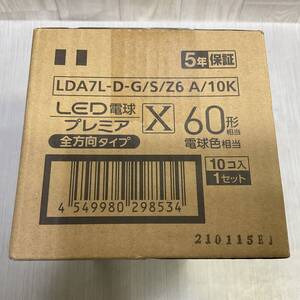 5年保証
LDA7L-D-G/S/Z6 A/10K
LED電球
プレミア X
全方向タイプ
60形相当
電球色相当
10コ入
1セット
4 549980 298534
210115EJ